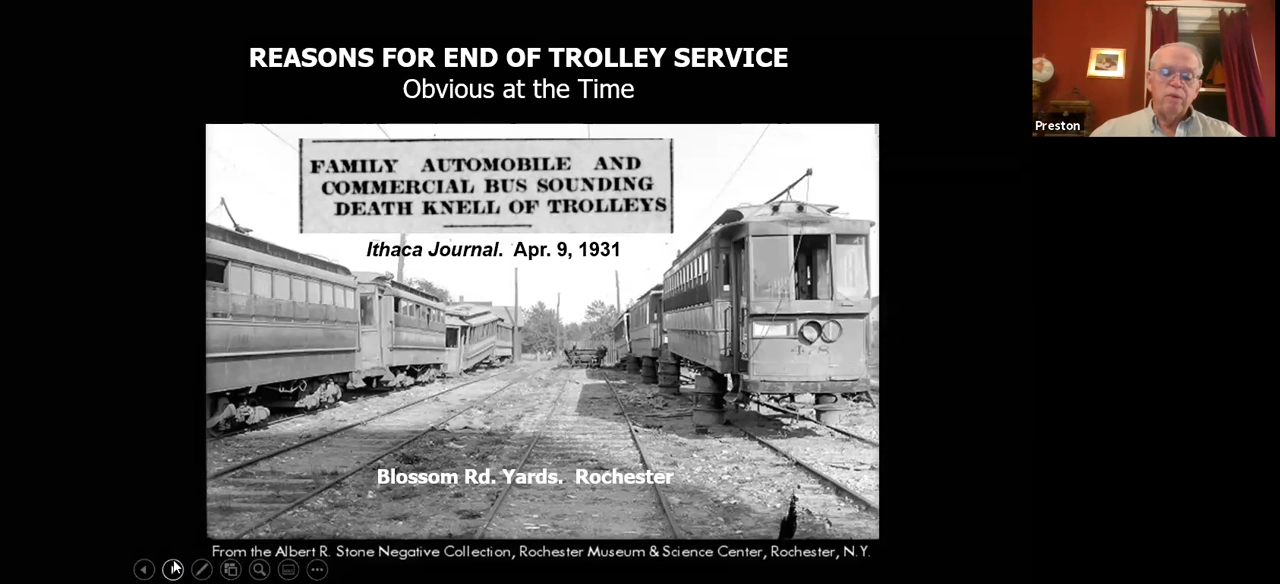 REASONS FOR END OF TROLLEY SERVICE
Obvious at the Time
FAMILY AUTOMOBILE AND
COMMERCIAL BUS SOUNDING
DEATH KNELL OF TROLLEYS
Ithaca Journal. Apr. 9, 1931
Blossom Rd. Yards. Rochester
From the Albert R. Stone Negative Collection, Rochester Museum & Science Center, Rochester, N.Y.
Preston